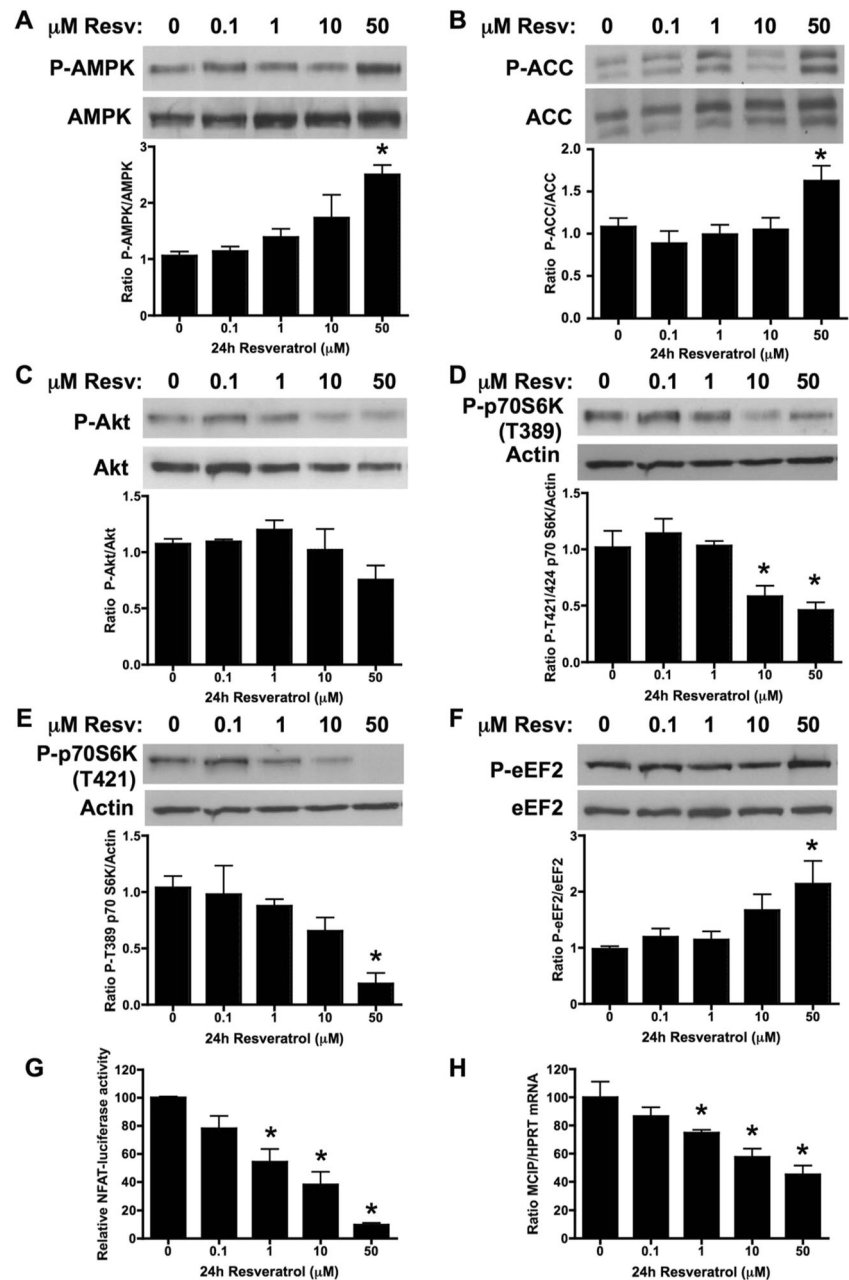 A
μM Resv: 0 0.1 1 10 50
P-AMPK
AMPK
Ratio P-AMPK/AMPK
3
2
1
0
*
0 0.1 1 10 50
24h Resveratrol (μM)
B
μM Resv: 0 0.1 1 10 50
P-ACC
ACC
Ratio P-ACC/ACC
2.0
1.5
1.0
0.5
0.0
*
0 0.1 1 10 50
24h Resveratrol (μM)
C
μM Resv: 0 0.1 1 10 50
P-Akt
Akt
Ratio P-Akt/Akt
1.5
1.0
0.5
0.0
0 0.1 1 10 50
24h Resveratrol (μM)
D
μM Resv: 0 0.1 1 10 50
P-p70S6K
(T389)
Actin
Ratio P-T421/424 p70 S6K/Actin
1.5
1.0
0.5
0.0
* *
0 0.1 1 10 50
24h Resveratrol (μM)
E
μM Resv: 0 0.1 1 10 50
P-p70S6K
(T421)
Actin
Ratio P-T389 p70 S6K/Actin
1.5
1.0
0.5
0.0
*
0 0.1 1 10 50
24h Resveratrol (μM)
F
μM Resv: 0 0.1 1 10 50
P-eEF2
eEF2
Ratio P-eEF2/eEF2
3
2
1
0
*
0 0.1 1 10 50
24h Resveratrol (μM)
G
Relative NFAT-luciferase activity
120
100
80
60
40
20
0
* * *
0 0.1 1 10 50
24h Resveratrol (μM)
H
Ratio MCIP/HPRT mRNA
120
100
80
60
40
20
0
* * *
0 0.1 1 10 50
24h Resveratrol (μM)